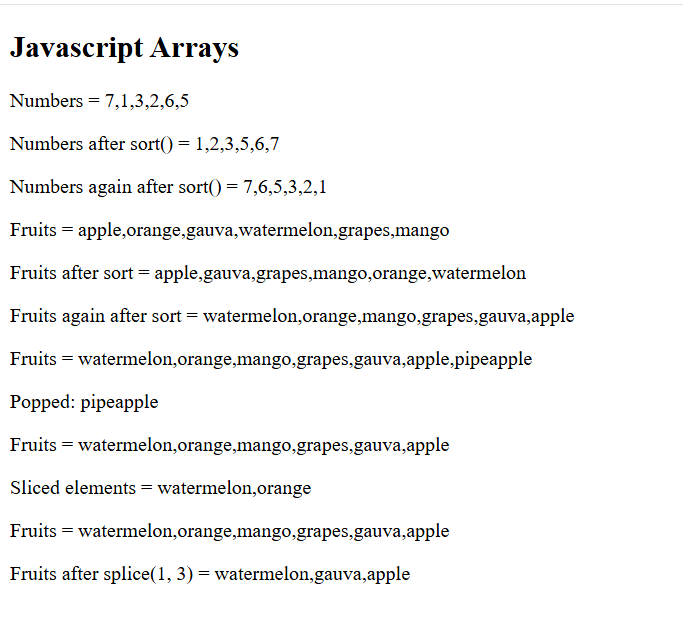 Javascript Arrays
Numbers = 7,1,3,2,6,5
Numbers after sort() = 1,2,3,5,6,7
Numbers again after sort() = 7,6,5,3,2,1
Fruits = apple,orange,gauva,watermelon,grapes,mango
Fruits after sort = apple,gauva,grapes,mango,orange,watermelon
Fruits again after sort = watermelon,orange,mango,grapes,gauva,apple
Fruits = watermelon,orange,mango,grapes,gauva,apple,pipeapple
Popped: pipeapple
Fruits = watermelon,orange,mango,grapes,gauva,apple
Sliced elements = watermelon,orange
Fruits = watermelon,orange,mango,grapes,gauva,apple
Fruits after splice(1, 3) = watermelon,gauva,apple